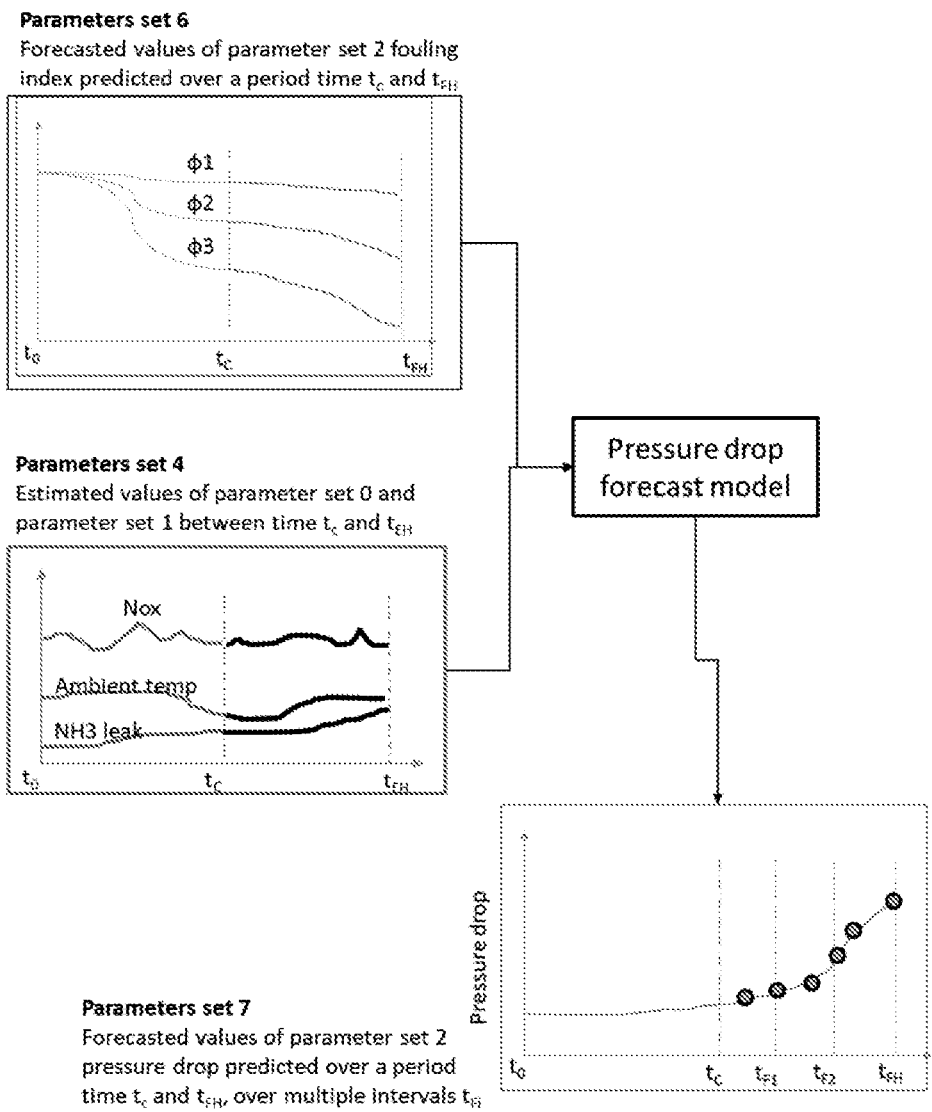 Parameters set 6
Forecasted values of parameter set 2 fouling
index predicted over a period time t_c and t_FH
ϕ1
ϕ2
ϕ3
t_0
t_C
t_FH
Pressure drop
forecast model
Parameters set 4
Estimated values of parameter set 0 and
parameter set 1 between time t_c and t_FH
Nox
Ambient temp
NH3 leak
t_0
t_C
t_FH
Pressure drop
t_0
t_C
t_F1
t_F2
t_FH
Parameters set 7
Forecasted values of parameter set 2
pressure drop predicted over a period
time t_c and t_FH, over multiple intervals t_Fi